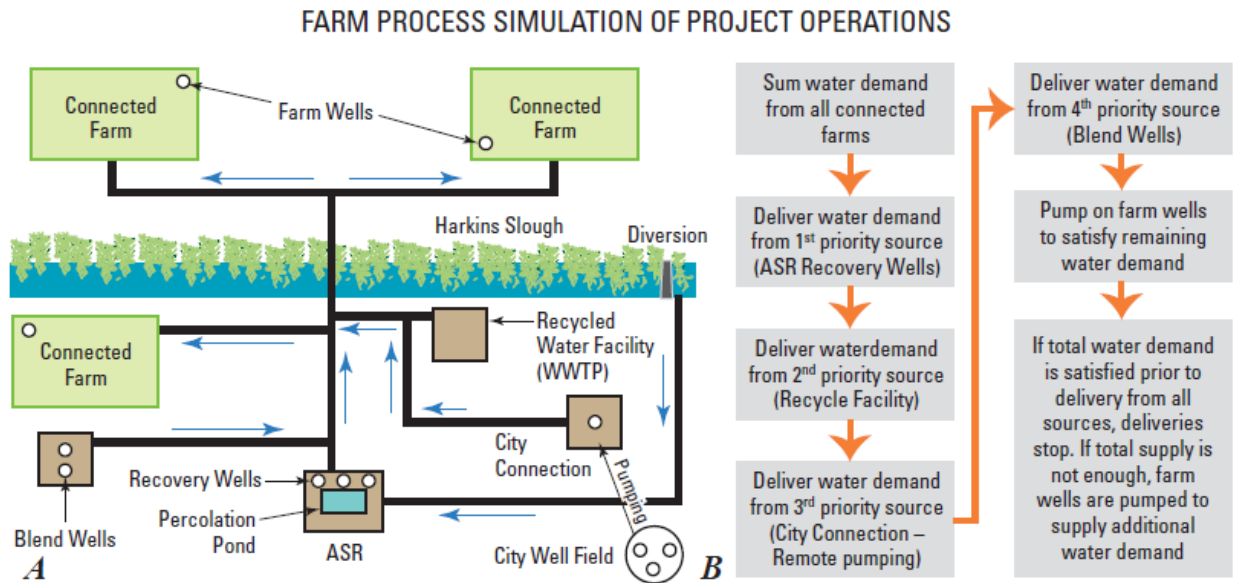 FARM PROCESS SIMULATION OF PROJECT OPERATIONS
Connected
Farm
Farm Wells
Connected
Farm
Harkins Slough
Diversion
Connected
Farm
Recycled
Water Facility
(WWTP)
City
Connection
Pumping
Recovery Wells
Percolation
Pond
Blend Wells
ASR
City Well Field
A
B
Sum water demand
from all connected
farms
Deliver water demand
from 1st priority source
(ASR Recovery Wells)
Deliver waterdemand
from 2nd priority source
(Recycle Facility)
Deliver water demand
from 3rd priority source
(City Connection –
Remote pumping)
Deliver water demand
from 4th priority source
(Blend Wells)
Pump on farm wells
to satisfy remaining
water demand
If total water demand
is satisfied prior to
delivery from all
sources, deliveries
stop. If total supply is
not enough, farm
wells are pumped to
supply additional
water demand